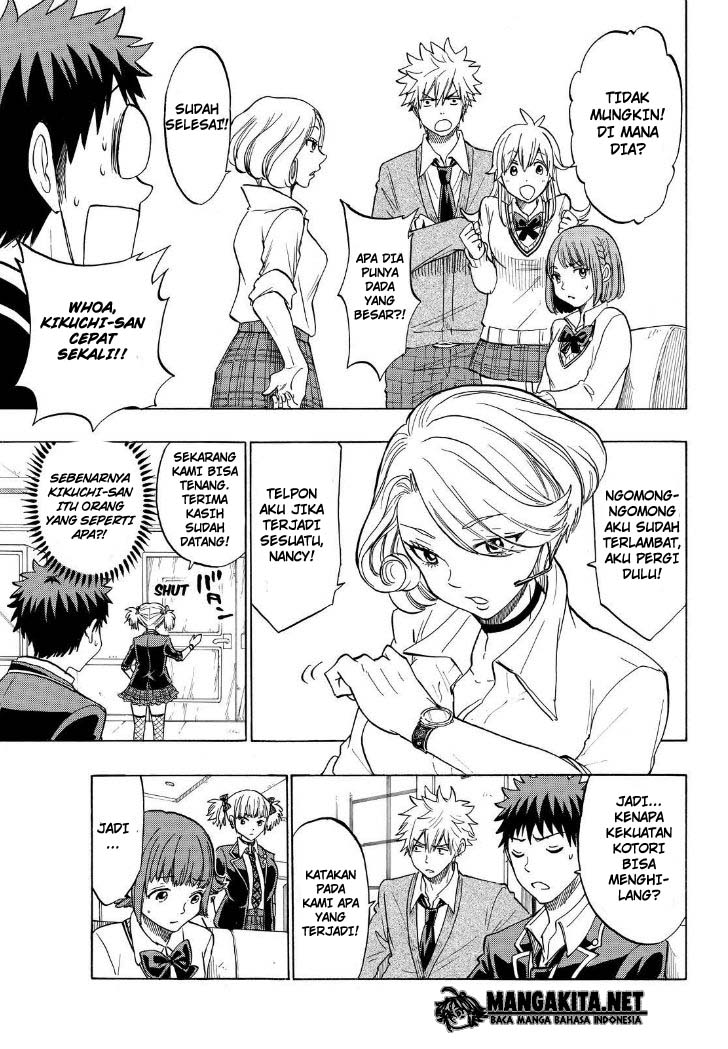 TIDAK
MUNGKIN!
DI MANA
DIA?
APA DIA
PUNYA
DADA
YANG
BESAR?!
SUDAH
SELESAI!!
WHOA,
KIKUCHI-SAN
CEPAT
SEKALI!!
NGOMONG-
NGOMONG
AKU SUDAH
TERLAMBAT,
AKU PERGI
DULU!
TELPON
AKU JIKA
TERJADI
SESUATU,
NANCY!
SEKARANG
KAMI BISA
TENANG.
TERIMA
KASIH
SUDAH
DATANG!
SHUT
バタン
SEBENARNYA
KIKUCHI-SAN
ITU ORANG
YANG SEPERTI
APA?!
JADI...
KENAPA
KEKUATAN
KOTORI
BISA
MENGHI-
LANG?
KATAKAN
PADA
KAMI APA
YANG
TERJADI!
JADI
...
MANGAKITA.NET
BACA MANGA BAHASA INDONESIA